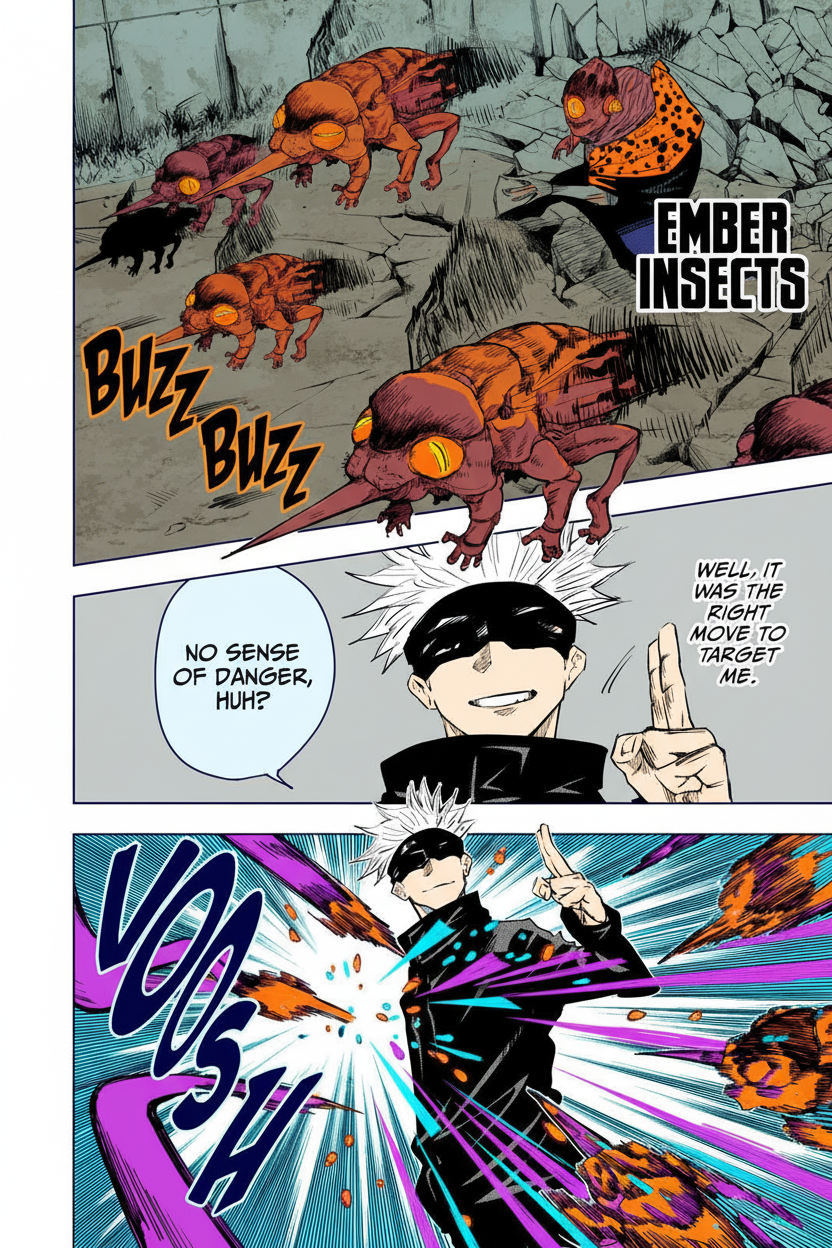 EMBER
INSECTS
BUZZ
BUZZ
WELL, IT
WAS THE
RIGHT
MOVE TO
TARGET
ME.
NO SENSE
OF DANGER,
HUH?
VOOSH